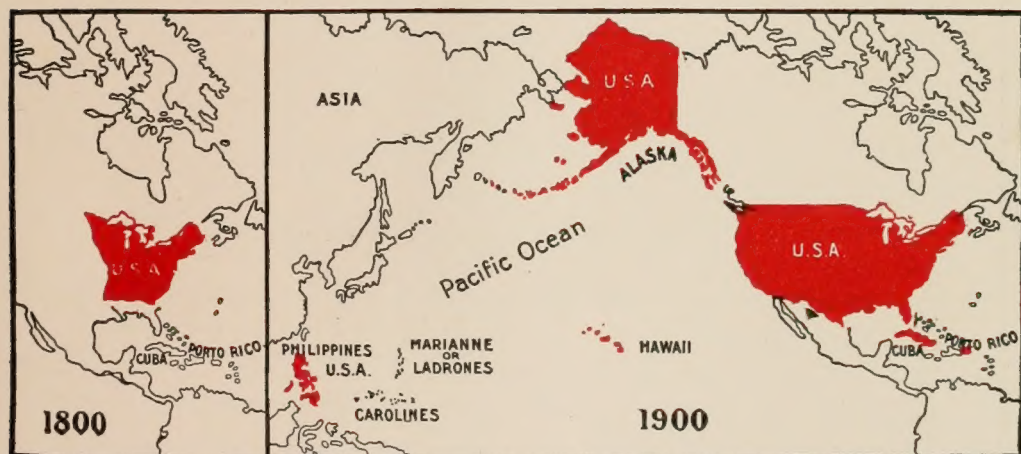 U.S.A
CUBA
PORTO RICO
1800
ASIA
U.S.A
ALASKA
Pacific Ocean
U.S.A.
PHILIPPINES
U.S.A.
MARIANNE
OR
LADRONES
CAROLINES
HAWAII
CUBA
PORTO RICO
1900